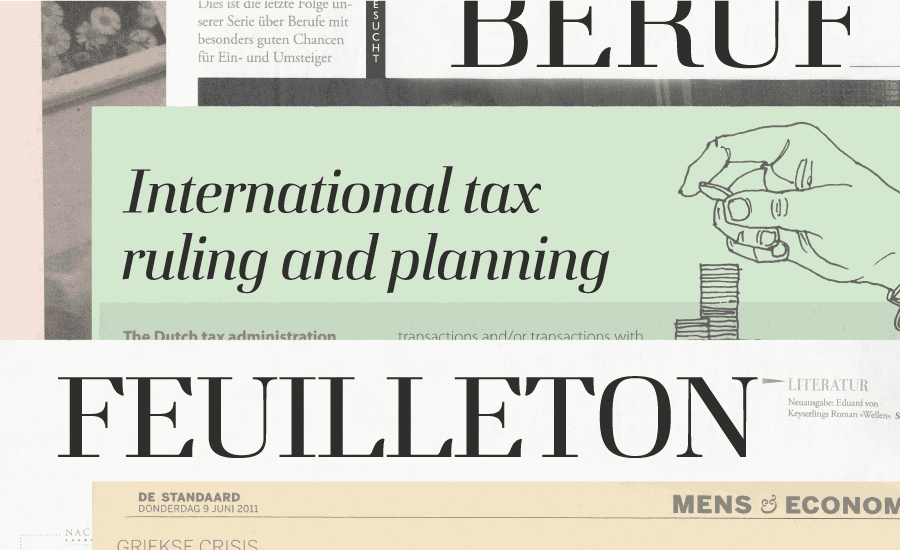 Dies ist die letzte Folge un-
serer Serie über Berufe mit
besonders guten Chancen
für Ein- und Umsteiger
ESUCHT
BERUF
International tax
ruling and planning
The Dutch tax administration
transactions and/or transactions with
FEUILLETON
LITERATUR
Neuausgabe: Eduard von
Keyserlings Roman »Wellen« S
DE STANDAARD
DONDERDAG 9 JUNI 2011
MENS & ECONOM
NAC
GRIEKSE CRISIS